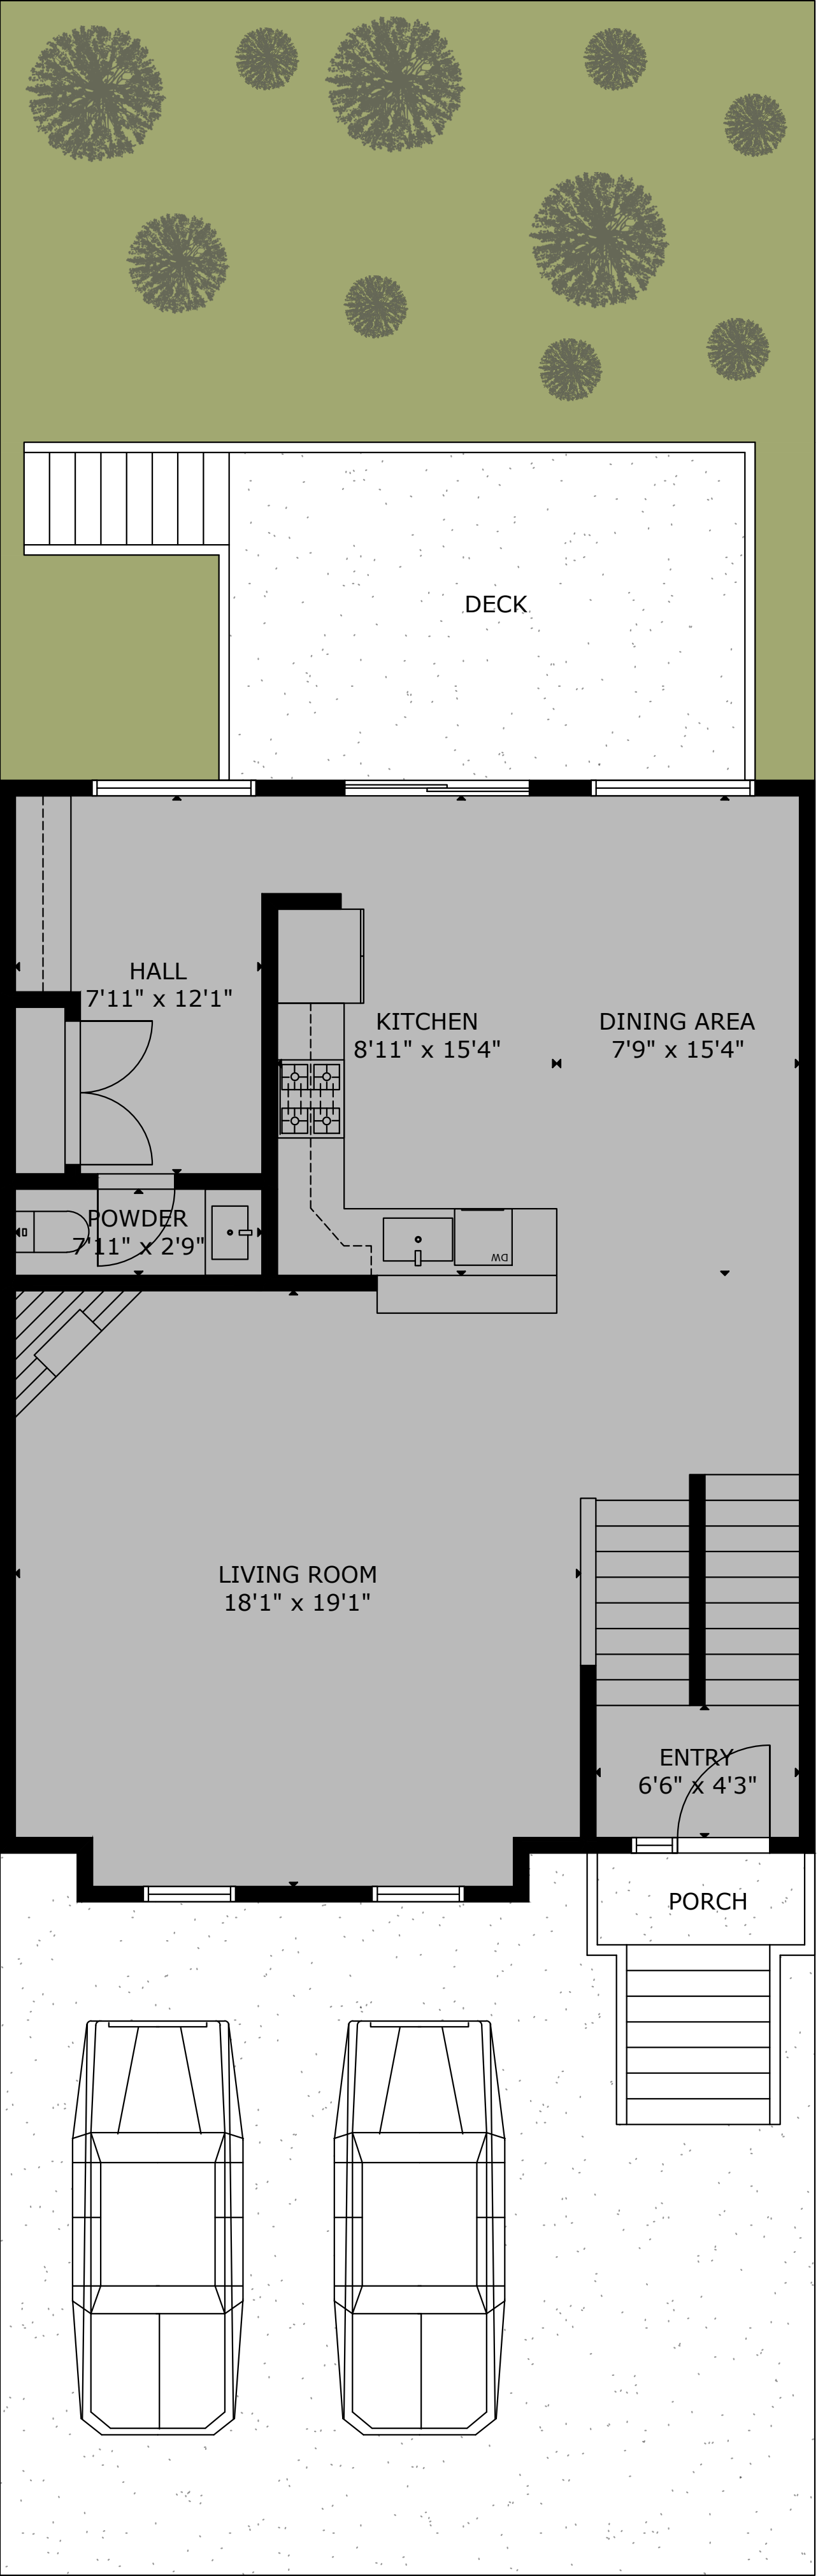 DECK
HALL
7'11" x 12'1"
KITCHEN
8'11" x 15'4"
DINING AREA
7'9" x 15'4"
POWDER
7'11" x 2'9"
DW
LIVING ROOM
18'1" x 19'1"
ENTRY
6'6" x 4'3"
PORCH